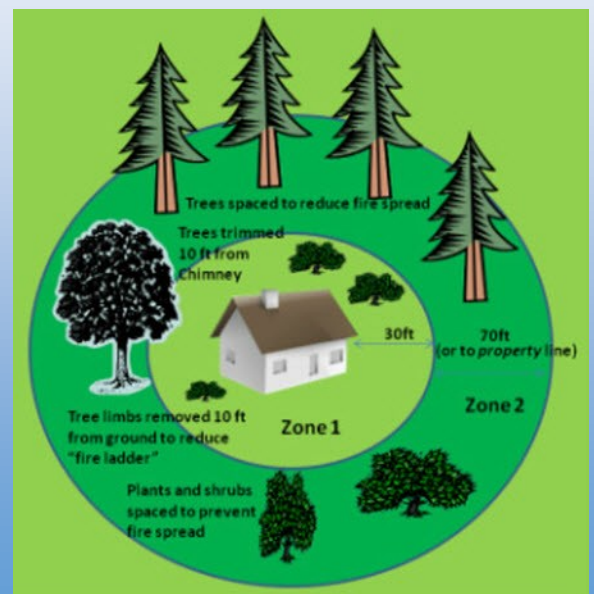 Trees spaced to reduce fire spread
Trees trimmed
10 ft from
Chimney
30ft
70ft
(or to property line)
Zone 2
Zone 1
Tree limbs removed 10 ft
from ground to reduce
"fire ladder"
Plants and shrubs
spaced to prevent
fire spread